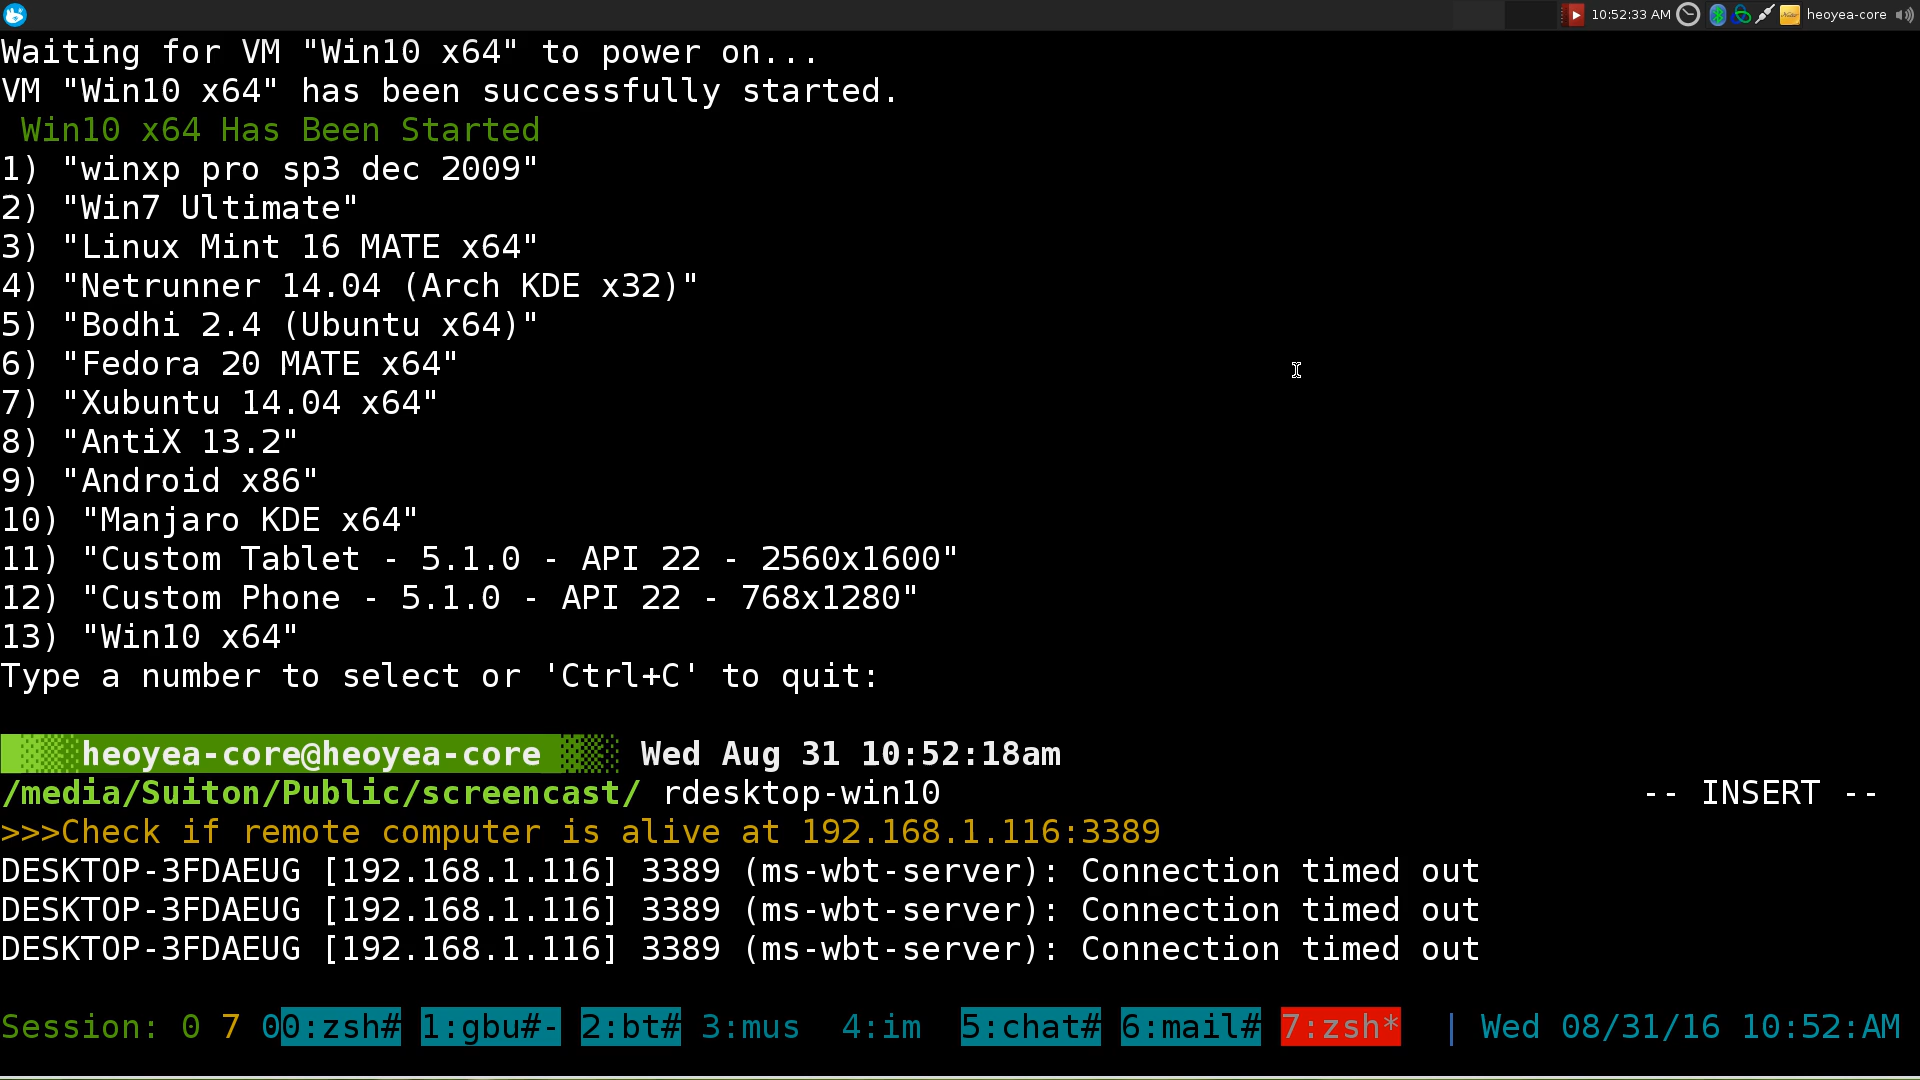 10:52:33 AM heoyea-core
Waiting for VM "Win10 x64" to power on...
VM "Win10 x64" has been successfully started.
Win10 x64 Has Been Started
1) "winxp pro sp3 dec 2009"
2) "Win7 Ultimate"
3) "Linux Mint 16 MATE x64"
4) "Netrunner 14.04 (Arch KDE x32)"
5) "Bodhi 2.4 (Ubuntu x64)"
6) "Fedora 20 MATE x64"
7) "Xubuntu 14.04 x64"
8) "AntiX 13.2"
9) "Android x86"
10) "Manjaro KDE x64"
11) "Custom Tablet - 5.1.0 - API 22 - 2560x1600"
12) "Custom Phone - 5.1.0 - API 22 - 768x1280"
13) "Win10 x64"
Type a number to select or 'Ctrl+C' to quit:
heoyea-core@heoyea-core Wed Aug 31 10:52:18am
/media/Suiton/Public/screencast/ rdesktop-win10 -- INSERT --
>>>Check if remote computer is alive at 192.168.1.116:3389
DESKTOP-3FDAEUG [192.168.1.116] 3389 (ms-wbt-server): Connection timed out
DESKTOP-3FDAEUG [192.168.1.116] 3389 (ms-wbt-server): Connection timed out
DESKTOP-3FDAEUG [192.168.1.116] 3389 (ms-wbt-server): Connection timed out
Session: 0 7 00:zsh# 1:gbu#- 2:bt# 3:mus 4:im 5:chat# 6:mail# 7:zsh* | Wed 08/31/16 10:52:AM